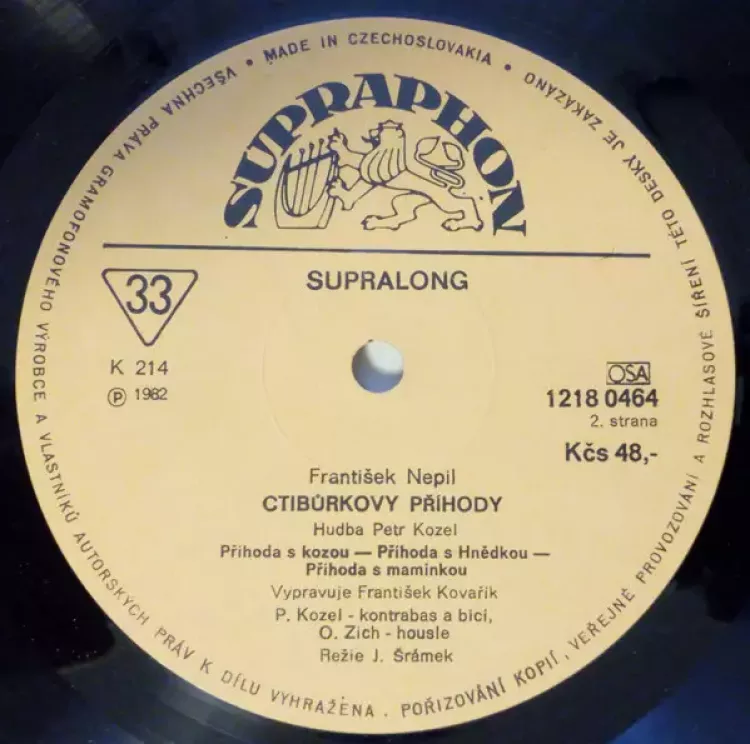 VŠECHNA PRÁVA GRAMOFONOVÉHO VÝROBCE A VLASTNÍKŮ AUTORSKÝCH PRÁV K DÍLU VYHRAŽENA. POŘIZOVÁNÍ KOPIÍ, VEŘEJNÉ PROVOZOVÁNÍ A ROZHLASOVÉ ŠÍŘENÍ TÉTO DESKY JE ZAKÁZÁNO
• MADE IN CZECHOSLOVAKIA •
SUPRAPHON
SUPRALONG
33
K 214
Ⓟ 1982
OSA
1218 0464
2. strana
Kčs 48,-
František Nepil
CTIBŮRKOVY PŘÍHODY
Hudba Petr Kozel
Příhoda s kozou — Příhoda s Hnědkou —
Příhoda s maminkou
Vypravuje František Kovařík
P. Kozel - kontrabas a bicí,
O. Zich - housle
Režie J. Šrámek